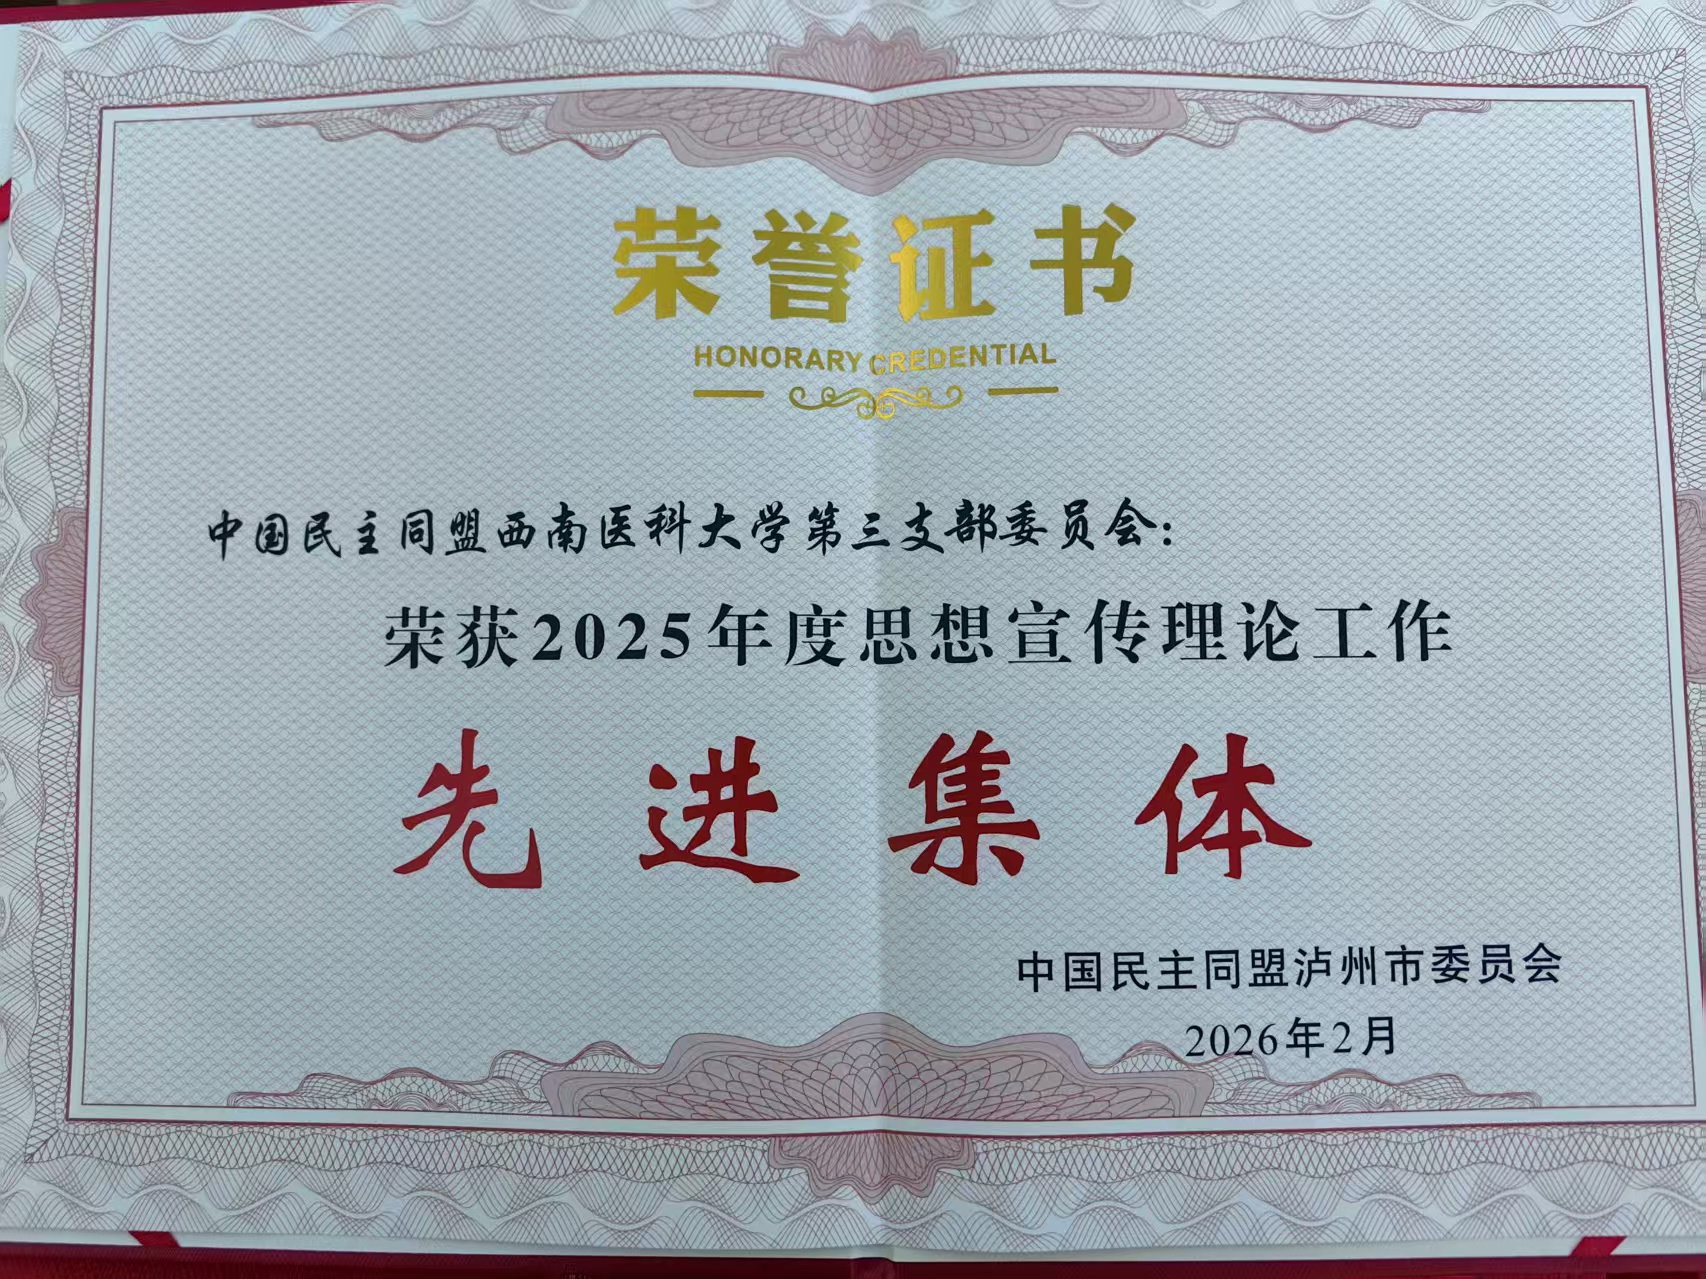 荣誉证书
HONORARY CREDENTIAL
中国民主同盟西南医科大学第三支部委员会：
荣获2025年度思想宣传理论工作
先进集体
中国民主同盟泸州市委员会
2026年2月